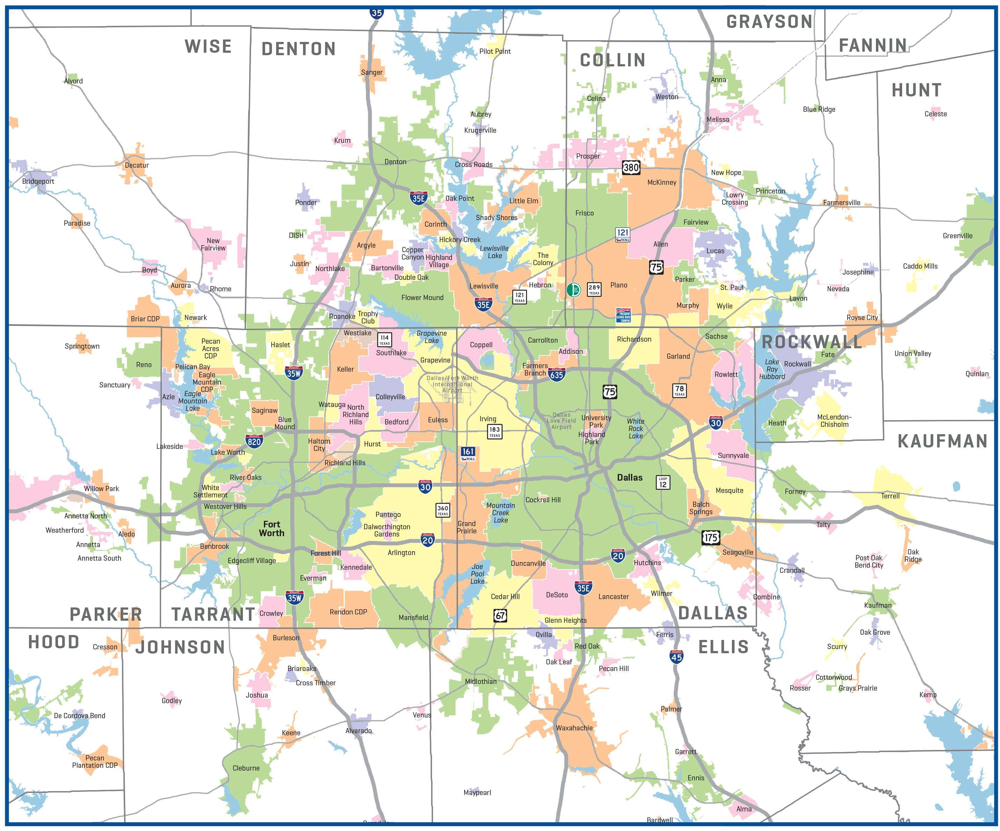 35
GRAYSON
WISE
DENTON
FANNIN
Pilot Point
COLLIN
Sanger
Alvord
Anna
HUNT
Weston
Celina
Blue Ridge
Aubrey
Celeste
Melissa
Krugerville
Krum
Prosper
Denton
Cross Roads
Decatur
380
New Hope
Bridgeport
McKinney
Princeton
35E
Oak Point
Little Elm
Lowry
Crossing
Ponder
Farmersville
Frisco
Shady Shores
Paradise
Corinth
Fairview
DISH
121
TOLL
Greenville
New
Fairview
Hickory Creek
Argyle
Allen
Lucas
Copper
Canyon
Lewisville
Lake
Highland
Village
The
Colony
Justin
Northlake
Bartonville
75
Caddo Mills
Boyd
Josephine
Double Oak
Parker
Aurora
Rhome
Lewisville
Hebron
289
TEXAS
Plano
St. Paul
Nevada
Flower Mound
121
TEXAS
Lavon
35E
Murphy
Wylie
Briar CDP
Newark
Roanoke
Trophy
Club
PRESIDENT
GEORGE BUSH
TURNPIKE
Royse City
Westlake
Springtown
Pecan
Acres
CDP
Haslet
114
TEXAS
Grapevine
Lake
Coppell
Carrollton
Richardson
Sachse
ROCKWALL
Southlake
Addison
Garland
Fate
Union Valley
Reno
Grapevine
Pelican Bay
Keller
35W
Farmers
Branch
635
Lake
Ray
Hubbard
Rockwall
Eagle
Mountain
CDP
Rowlett
Quinlan
Sanctuary
Dallas/Fort Worth
International
Airport
Azle
Eagle
Mountain
Lake
Colleyville
75
78
TEXAS
Watauga
North
Richland
Hills
Saginaw
Blue
Mound
Bedford
Euless
Irving
Dallas
Love Field
Airport
University
Park
White
Rock
Lake
30
Heath
McLendon-
Chisholm
183
TEXAS
Highland
Park
820
Haltom
City
Hurst
Lakeside
KAUFMAN
Lake Worth
161
TOLL
Sunnyvale
Richland Hills
River Oaks
Dallas
LOOP
12
Willow Park
White
Settlement
30
Mesquite
Forney
Terrell
Cockrell Hill
Westover Hills
Mountain
Creek
Lake
Balch
Springs
Annetta North
Pantego
360
TEXAS
Weatherford
Fort
Worth
Dalworthington
Gardens
Grand
Prairie
Talty
Aledo
175
Annetta
Benbrook
20
Annetta South
Forest Hill
Arlington
20
Seagoville
Oak
Ridge
Edgecliff Village
Kennedale
Duncanville
Hutchins
Post Oak
Bend City
Joe
Pool
Lake
Crandall
Everman
35W
35E
Cedar Hill
DeSoto
Lancaster
Wilmer
Combine
Kaufman
PARKER
TARRANT
Crowley
Rendon CDP
Mansfield
67
Glenn Heights
DALLAS
HOOD
JOHNSON
Burleson
Ovilla
Ferris
Oak Grove
Cresson
Red Oak
ELLIS
Scurry
45
Oak Leaf
Briaroaks
Pecan Hill
Cross Timber
Midlothian
Cottonwood
Rosser
Grays Prairie
Joshua
Godley
Kemp
De Cordova Bend
Venus
Palmer
Alvarado
Keene
Waxahachie
Garrett
Pecan
Plantation CDP
Cleburne
Ennis
Maypearl
Alma
Bardwell